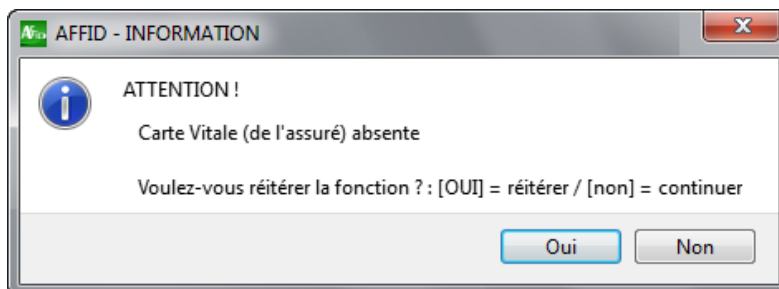 AFFID - INFORMATION
ATTENTION !
Carte Vitale (de l'assuré) absente
Voulez-vous réitérer la fonction ? : [OUI] = réitérer / [non] = continuer
Oui Non